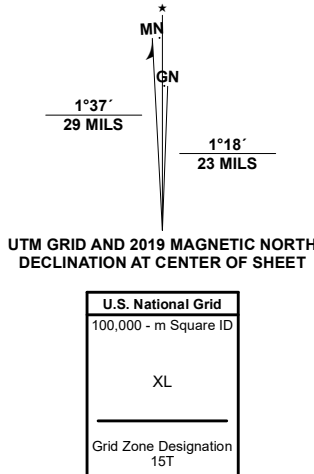 ★
MN
GN
1°37´
29 MILS
1°18´
23 MILS
UTM GRID AND 2019 MAGNETIC NORTH
DECLINATION AT CENTER OF SHEET
U.S. National Grid
100,000 - m Square ID
XL
Grid Zone Designation
15T